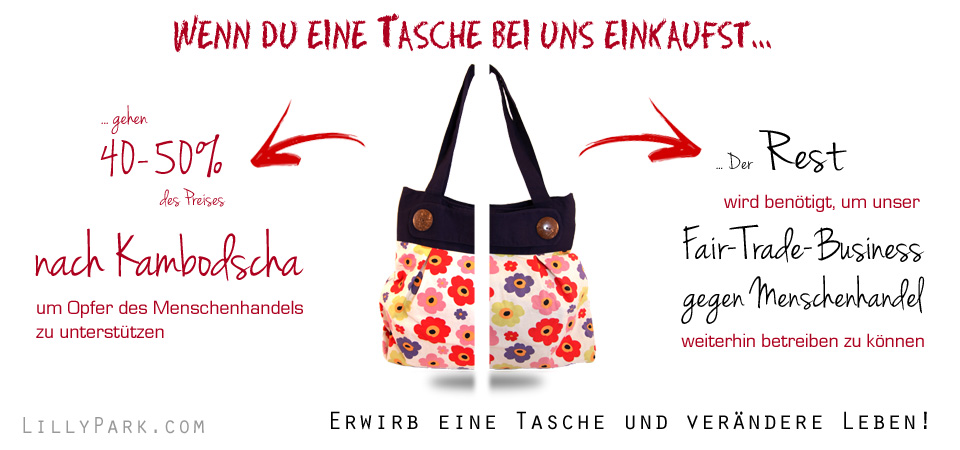 WENN DU EINE TASCHE BEI UNS EINKAUFST...
... gehen
40-50%
des Preises
nach Kambodscha
um Opfer des Menschenhandels
zu unterstützen
... Der Rest
wird benötigt, um unser
Fair-Trade-Business
gegen Menschenhandel
weiterhin betreiben zu können
LILLYPARK.COM
ERWIRB EINE TASCHE UND VERÄNDERE LEBEN!